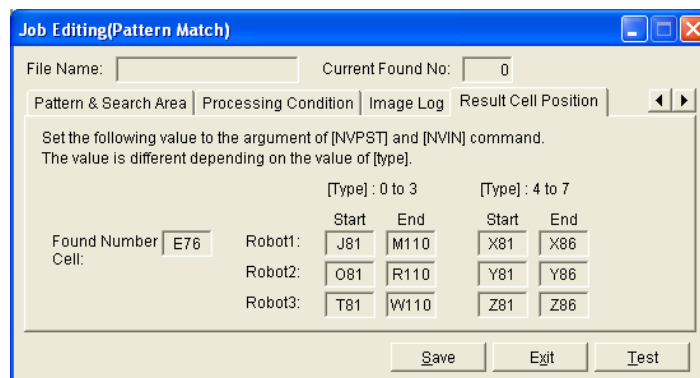 Job Editing(Pattern Match)
File Name: Current Found No: 0
Pattern & Search Area Processing Condition Image Log Result Cell Position
Set the following value to the argument of [NVPST] and [NVIN] command.
The value is different depending on the value of [type].
[Type] : 0 to 3 [Type] : 4 to 7
Start End Start End
Found Number Cell: E76 Robot1: J81 M110 X81 X86
Robot2: O81 R110 Y81 Y86
Robot3: T81 W110 Z81 Z86
Save Exit Test